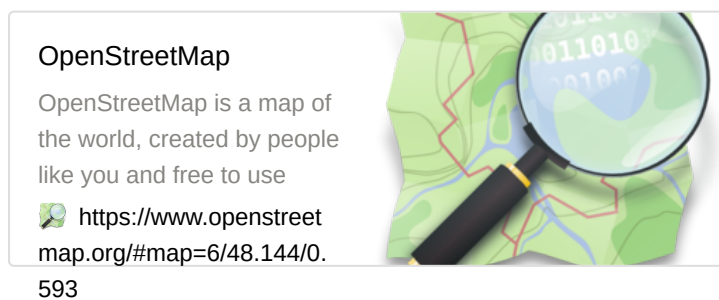 OpenStreetMap
OpenStreetMap is a map of
the world, created by people
like you and free to use
https://www.openstreet
map.org/#map=6/48.144/0.
593
0011010